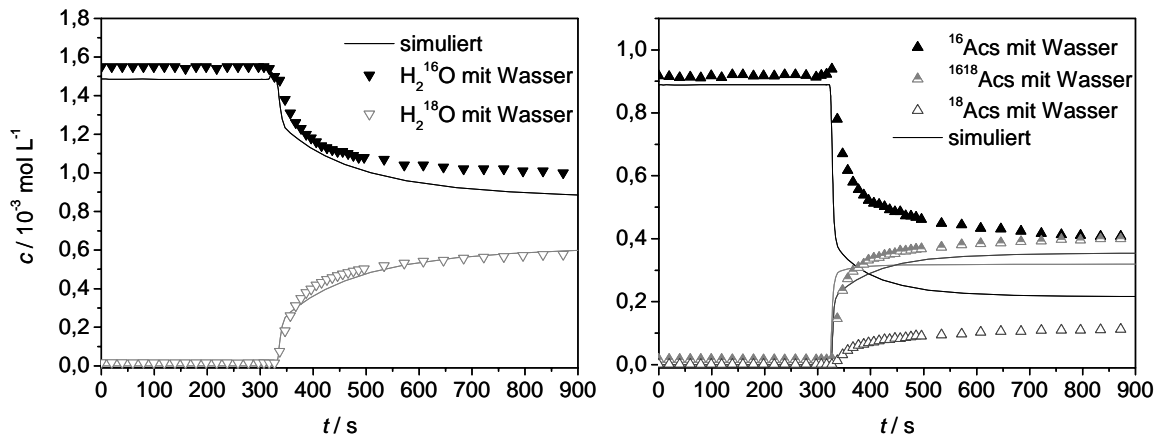 1,8
1,6
1,4
1,2
1,0
0,8
0,6
0,4
0,2
0,0
c / 10⁻³ mol L⁻¹
simuliert
H₂¹⁶O mit Wasser
H₂¹⁸O mit Wasser
0 100 200 300 400 500 600 700 800 900
t / s
1,0
0,8
0,6
0,4
0,2
0,0
¹⁶Acs mit Wasser
¹⁶¹⁸Acs mit Wasser
¹⁸Acs mit Wasser
simuliert
0 100 200 300 400 500 600 700 800 900
t / s